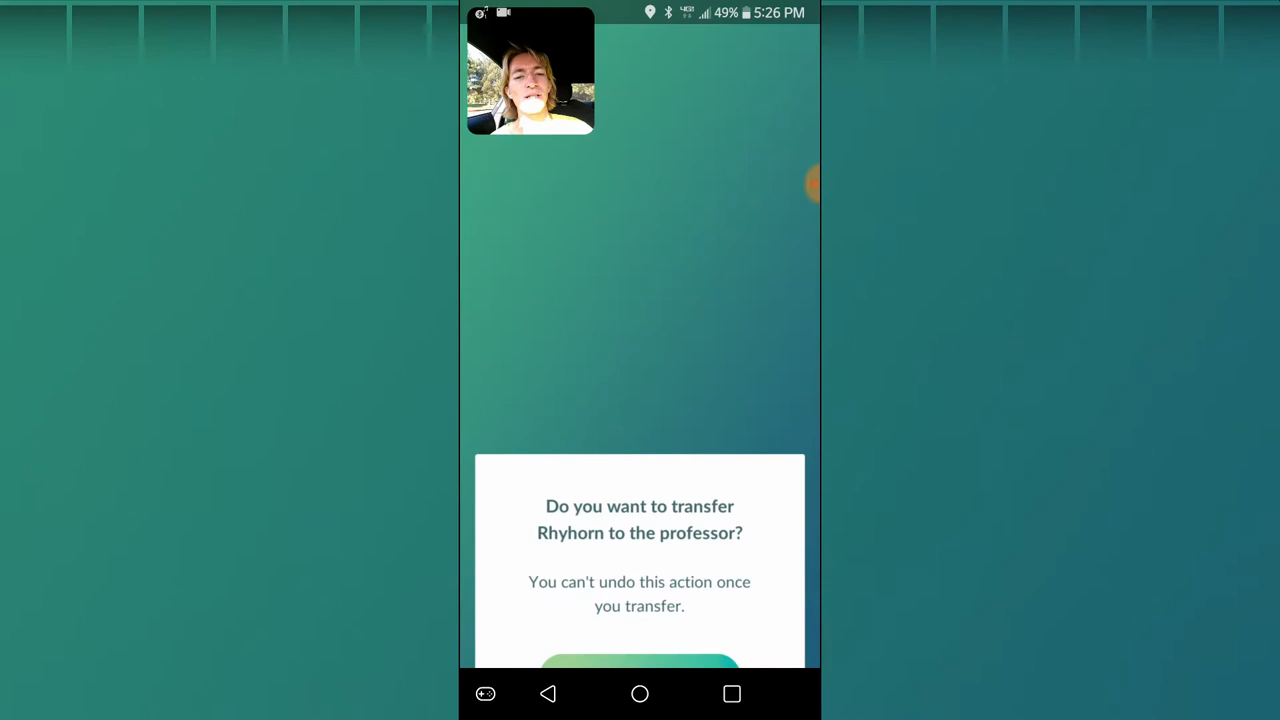 4G 49% 5:26 PM
Do you want to transfer
Rhyhorn to the professor?
You can't undo this action once
you transfer.